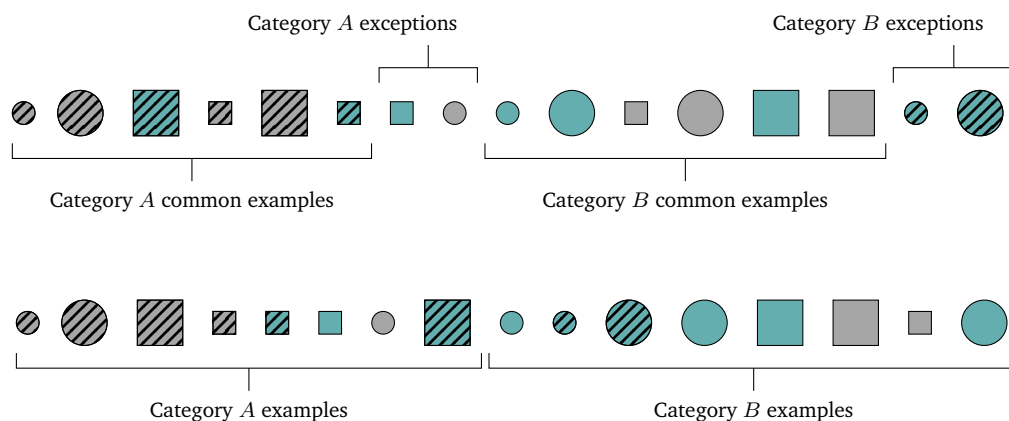 Category A exceptions
Category B exceptions
Category A common examples
Category B common examples
Category A examples
Category B examples